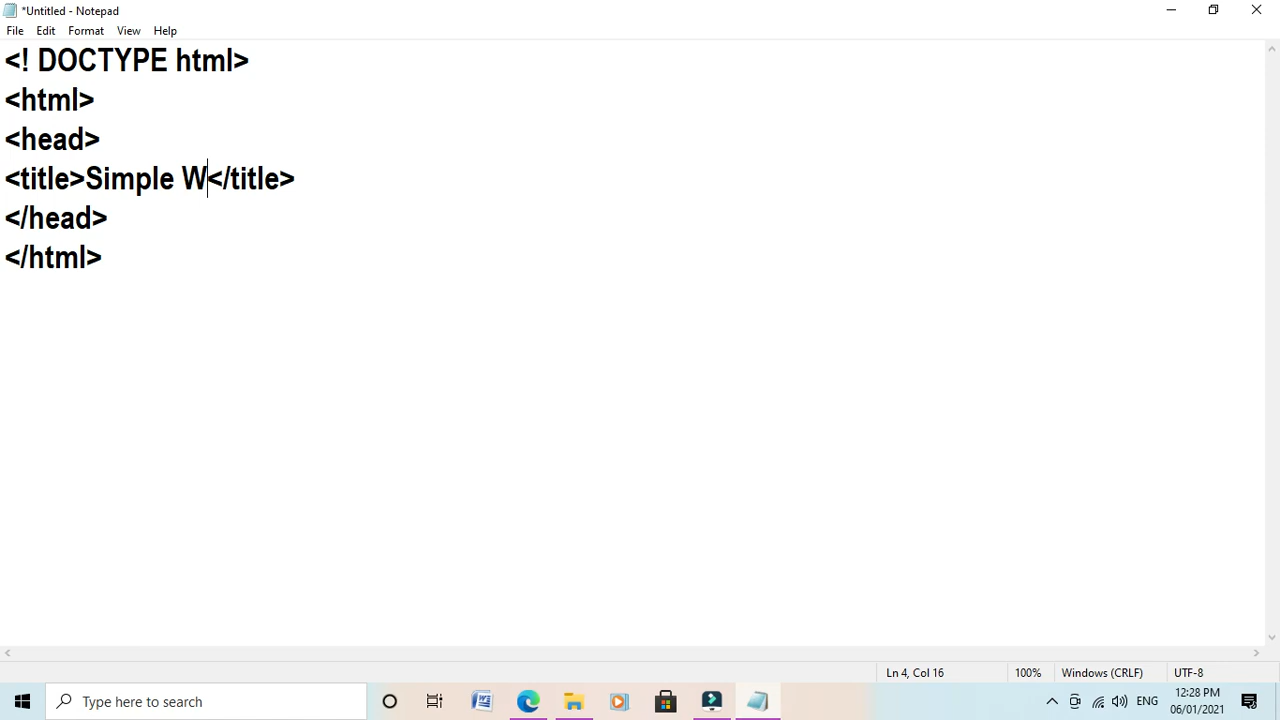 *Untitled - Notepad
File Edit Format View Help
<! DOCTYPE html>
<html>
<head>
<title>Simple W</title>
</head>
</html>
Ln 4, Col 16 100% Windows (CRLF) UTF-8
Type here to search
ENG
12:28 PM
06/01/2021